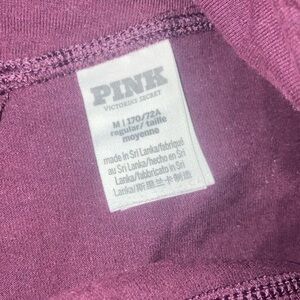 PINK
VICTORIA'S SECRET
M | 170/72A
regular/ taille
moyenne
made in Sri Lanka/fabriqué
au Sri Lanka/hecho en Sri
Lanka/fabbricato in Sri
Lanka/斯里兰卡制造